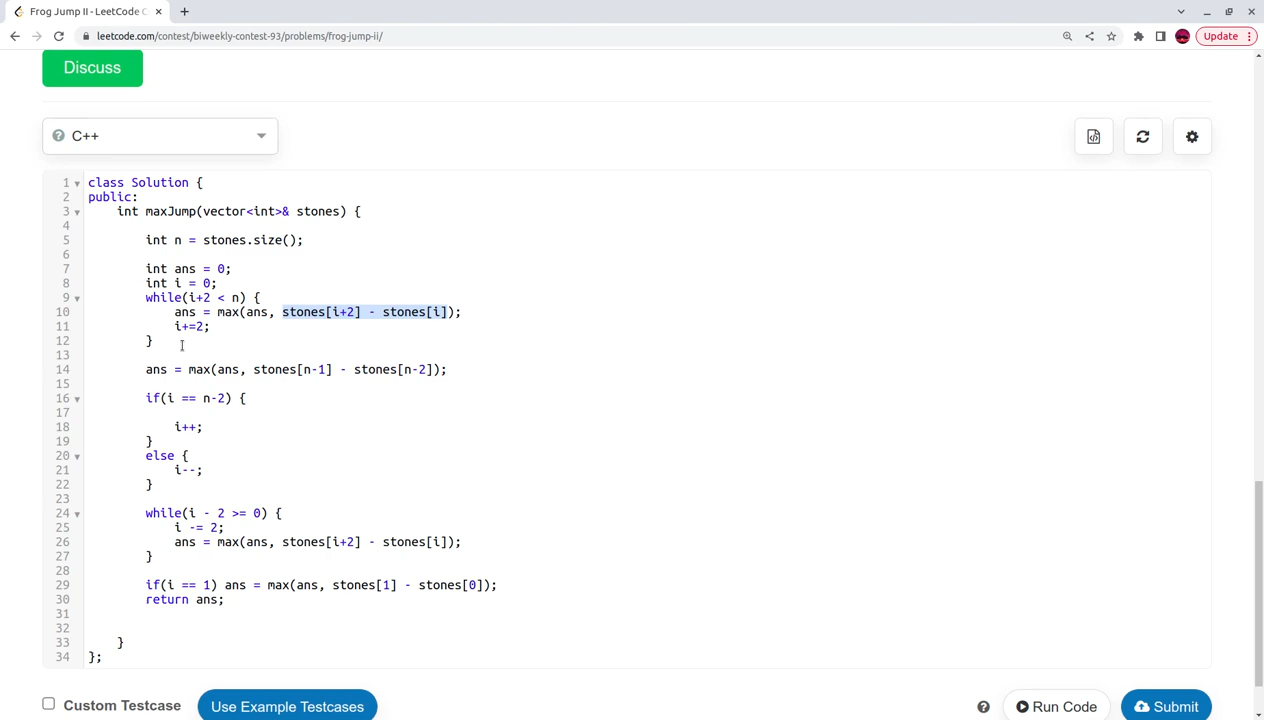 Frog Jump II - LeetCode C
leetcode.com/contest/biweekly-contest-93/problems/frog-jump-ii/
Update
Discuss
C++
1 class Solution {
2 public:
3 int maxJump(vector<int>& stones) {
4
5 int n = stones.size();
6
7 int ans = 0;
8 int i = 0;
9 while(i+2 < n) {
10 ans = max(ans, stones[i+2] - stones[i]);
11 i+=2;
12 }
13
14 ans = max(ans, stones[n-1] - stones[n-2]);
15
16 if(i == n-2) {
17
18 i++;
19 }
20 else {
21 i--;
22 }
23
24 while(i - 2 >= 0) {
25 i -= 2;
26 ans = max(ans, stones[i+2] - stones[i]);
27 }
28
29 if(i == 1) ans = max(ans, stones[1] - stones[0]);
30 return ans;
31
32
33 }
34 };
Custom Testcase
Use Example Testcases
Run Code
Submit